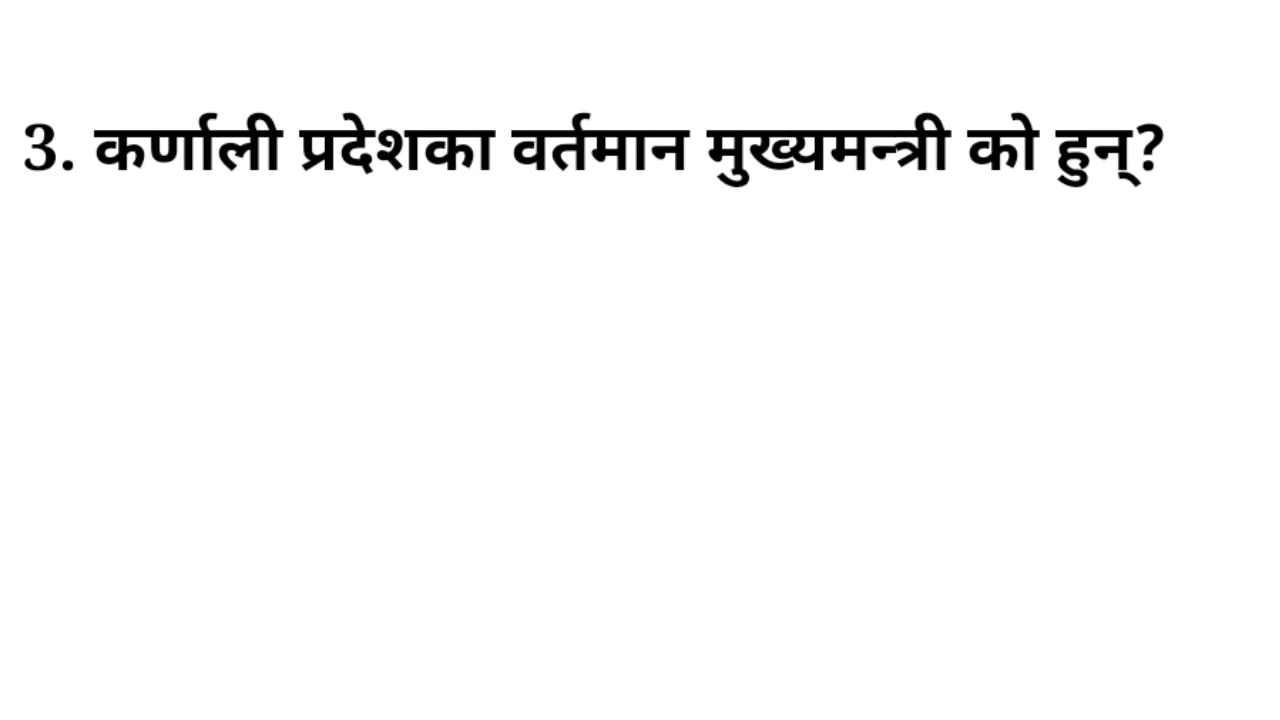 3. कर्णाली प्रदेशका वर्तमान मुख्यमन्त्री को हुन्?